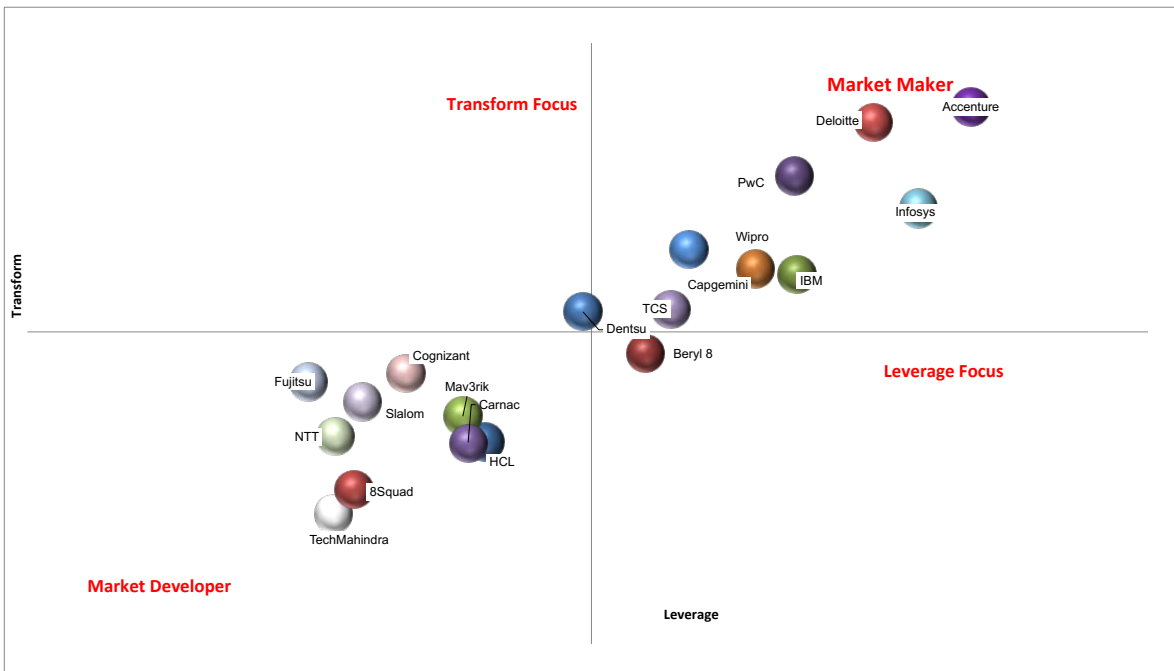 Market Maker
Transform Focus
Accenture
Deloitte
PwC
Infosys
Wipro
Capgemini
IBM
Transform
TCS
Dentsu
Beryl 8
Cognizant
Leverage Focus
Fujitsu
Mav3rik
Carnac
Slalom
NTT
HCL
8Squad
TechMahindra
Market Developer
Leverage